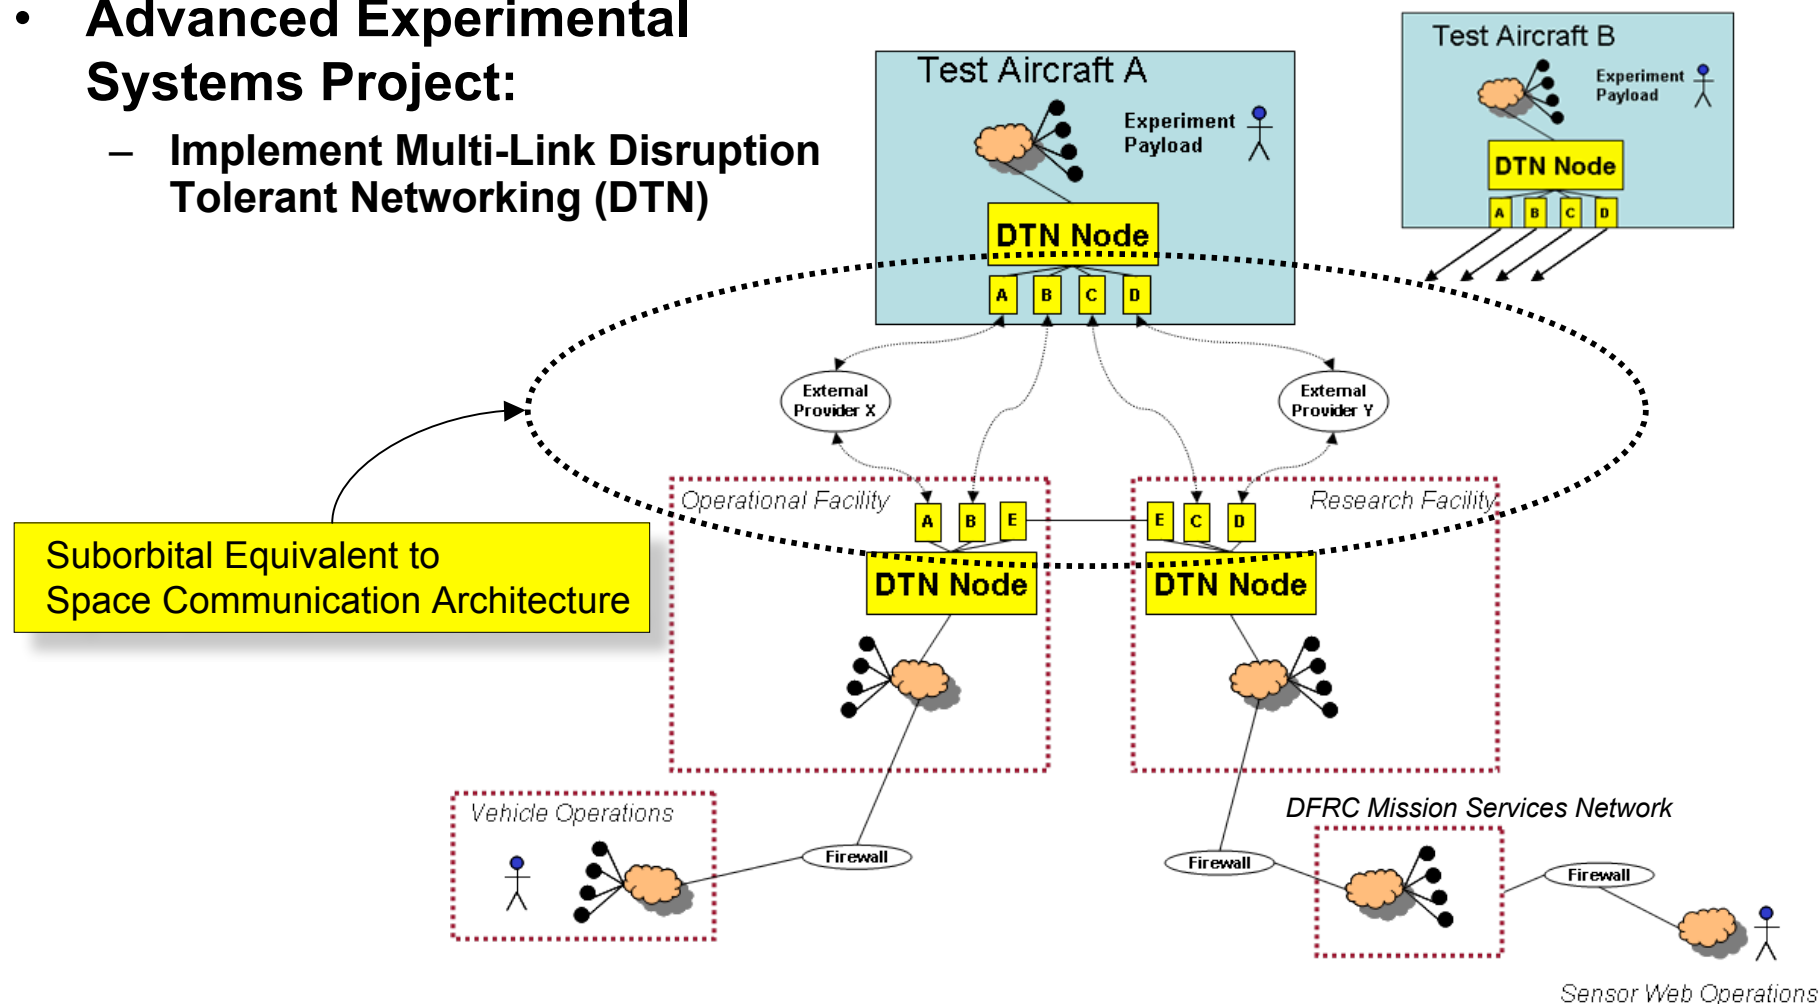 • Advanced Experimental
Systems Project:
– Implement Multi-Link Disruption
Tolerant Networking (DTN)
Test Aircraft A
Experiment
Payload
DTN Node
A B C D
Test Aircraft B
Experiment
Payload
DTN Node
A B C D
External
Provider X
External
Provider Y
Suborbital Equivalent to
Space Communication Architecture
Operational Facility
A B E
DTN Node
Research Facility
E C D
DTN Node
Vehicle Operations
Firewall
DFRC Mission Services Network
Firewall
Firewall
Sensor Web Operations